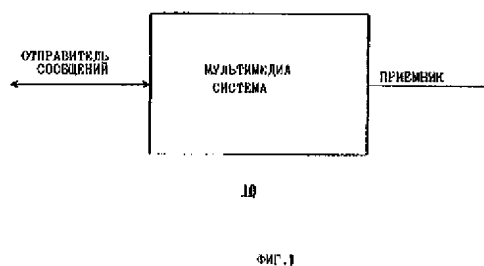 ОТПРАВИТЕЛЬ
СООБЩЕНИЙ
МУЛЬТИМЕДИА
СИСТЕМА
ПРИЕМНИК
10
ФИГ.1